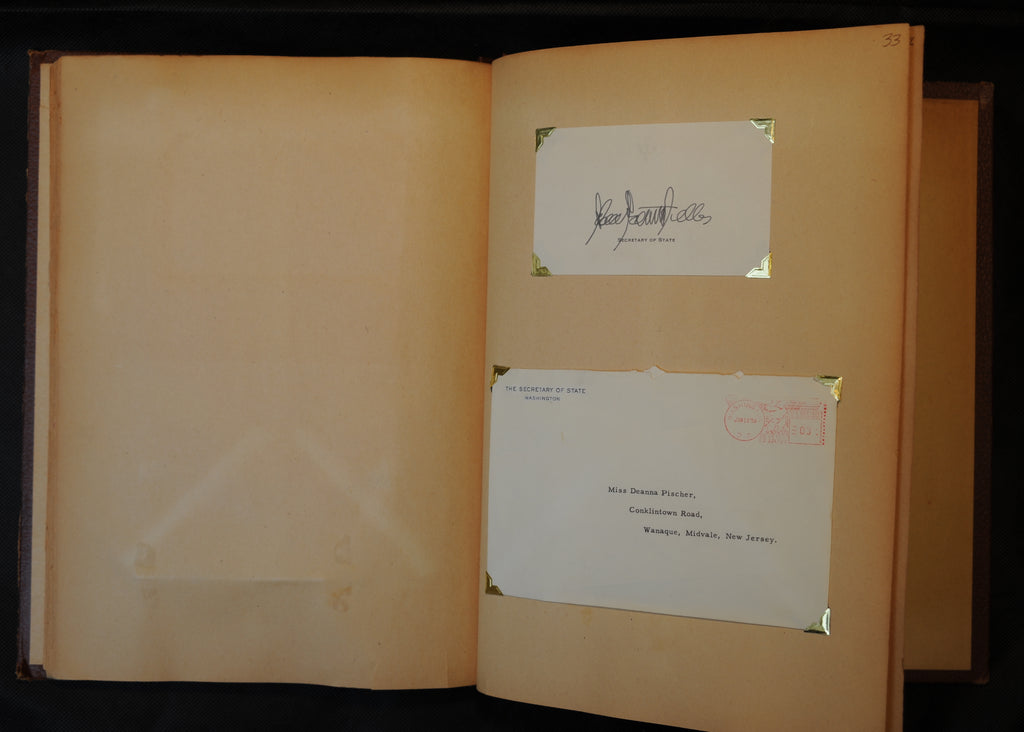 33
SECRETARY OF STATE
THE SECRETARY OF STATE
WASHINGTON
Miss Deanna Pischer,
Conklintown Road,
Wanaque, Midvale, New Jersey.